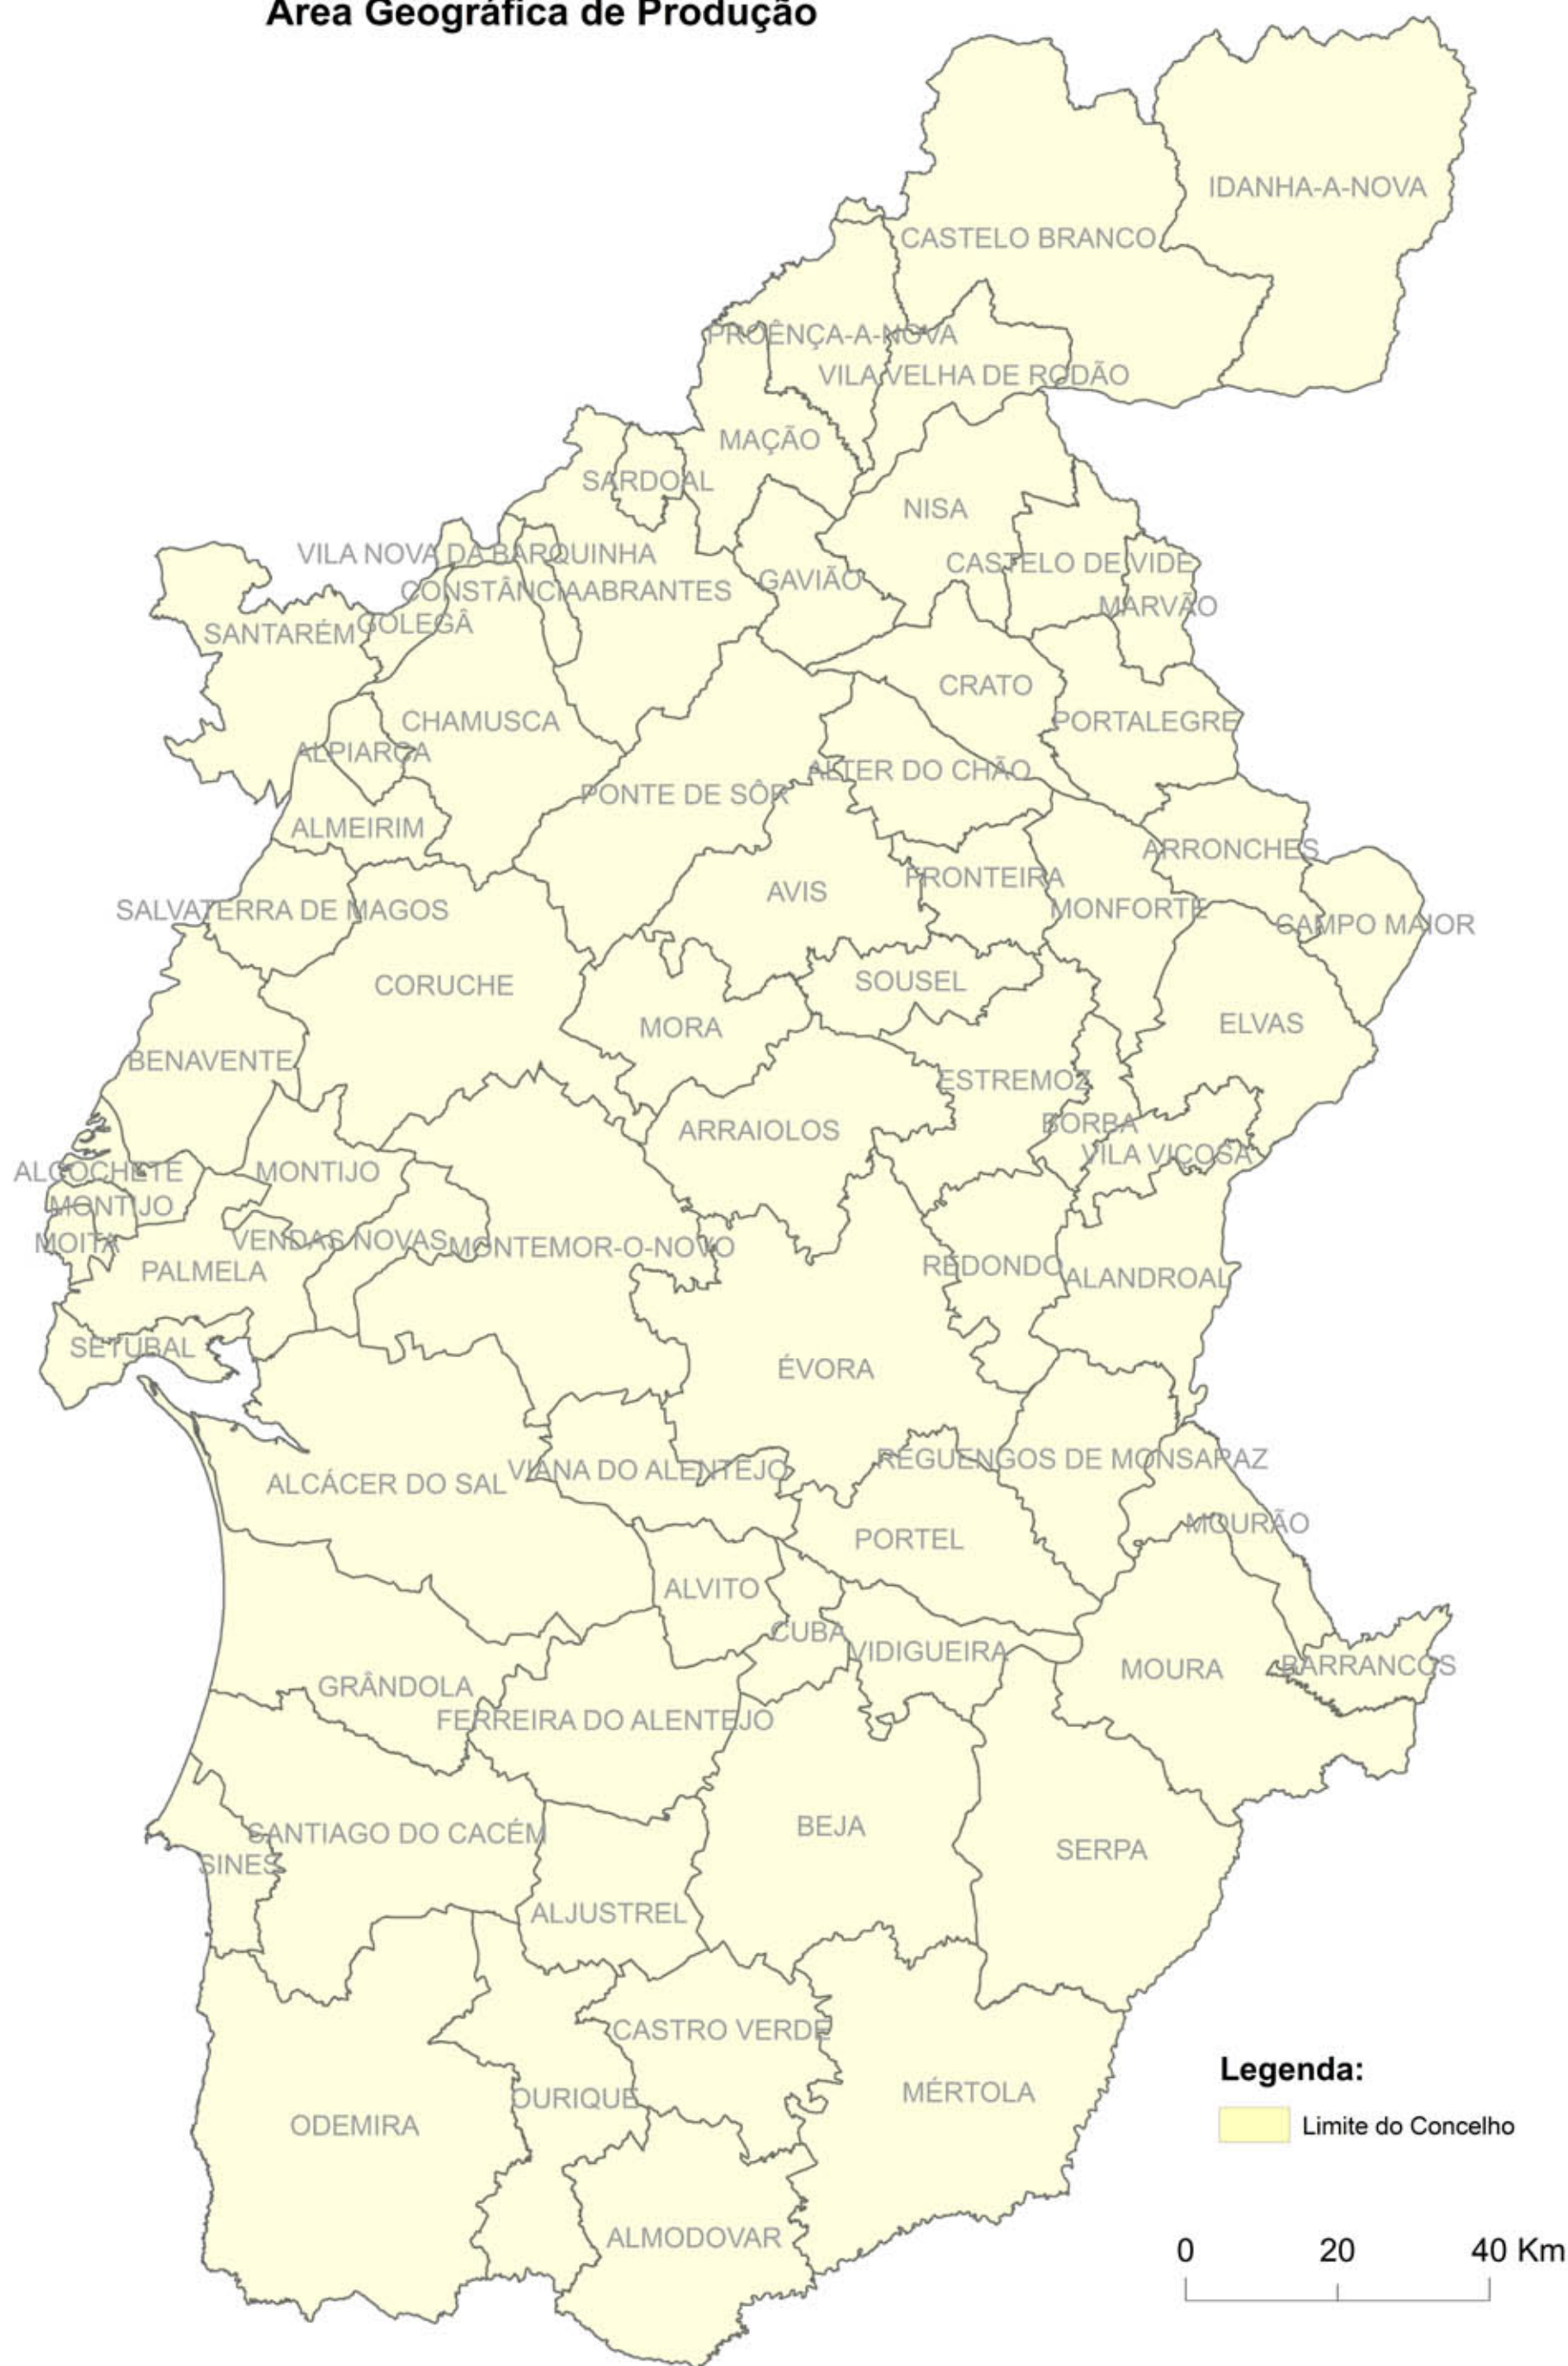 Área Geográfica de Produção
IDANHA-A-NOVA
CASTELO BRANCO
PROÊNÇA-A-NOVA
VILA VELHA DE RODÃO
MAÇÃO
SARDOAL
NISA
VILA NOVA DA BARQUINHA
CASTELO DE VIDE
GAVIÃO
CONSTÂNCIA
ABRANTES
MARVÃO
GOLEGÃ
SANTARÉM
CRATO
CHAMUSCA
PORTALEGRE
ALPIARÇA
ALTER DO CHÃO
PONTE DE SÔR
ALMEIRIM
ARRONCHES
FRONTEIRA
AVIS
MONFORTE
SALVATERRA DE MAGOS
CAMPO MAIOR
SOUSEL
CORUCHE
ELVAS
MORA
BENAVENTE
ESTREMOZ
BORBA
ARRAIOLOS
VILA VIÇOSA
ALCOCHETE
MONTIJO
MONTIJO
MOITA
VENDAS NOVAS
MONTEMOR-O-NOVO
REDONDO
PALMELA
ALANDROAL
SETÚBAL
ÉVORA
REGUENGOS DE MONSARAZ
VIANA DO ALENTEJO
ALCÁCER DO SAL
MOURÃO
PORTEL
ALVITO
CUBA
VIDIGUEIRA
BARRANCOS
MOURA
GRÂNDOLA
FERREIRA DO ALENTEJO
BEJA
SANTIAGO DO CACÉM
SERPA
SINES
ALJUSTREL
CASTRO VERDE
Legenda:
MÉRTOLA
OURIQUE
ODEMIRA
Limite do Concelho
ALMODOVAR
0 20 40 Km